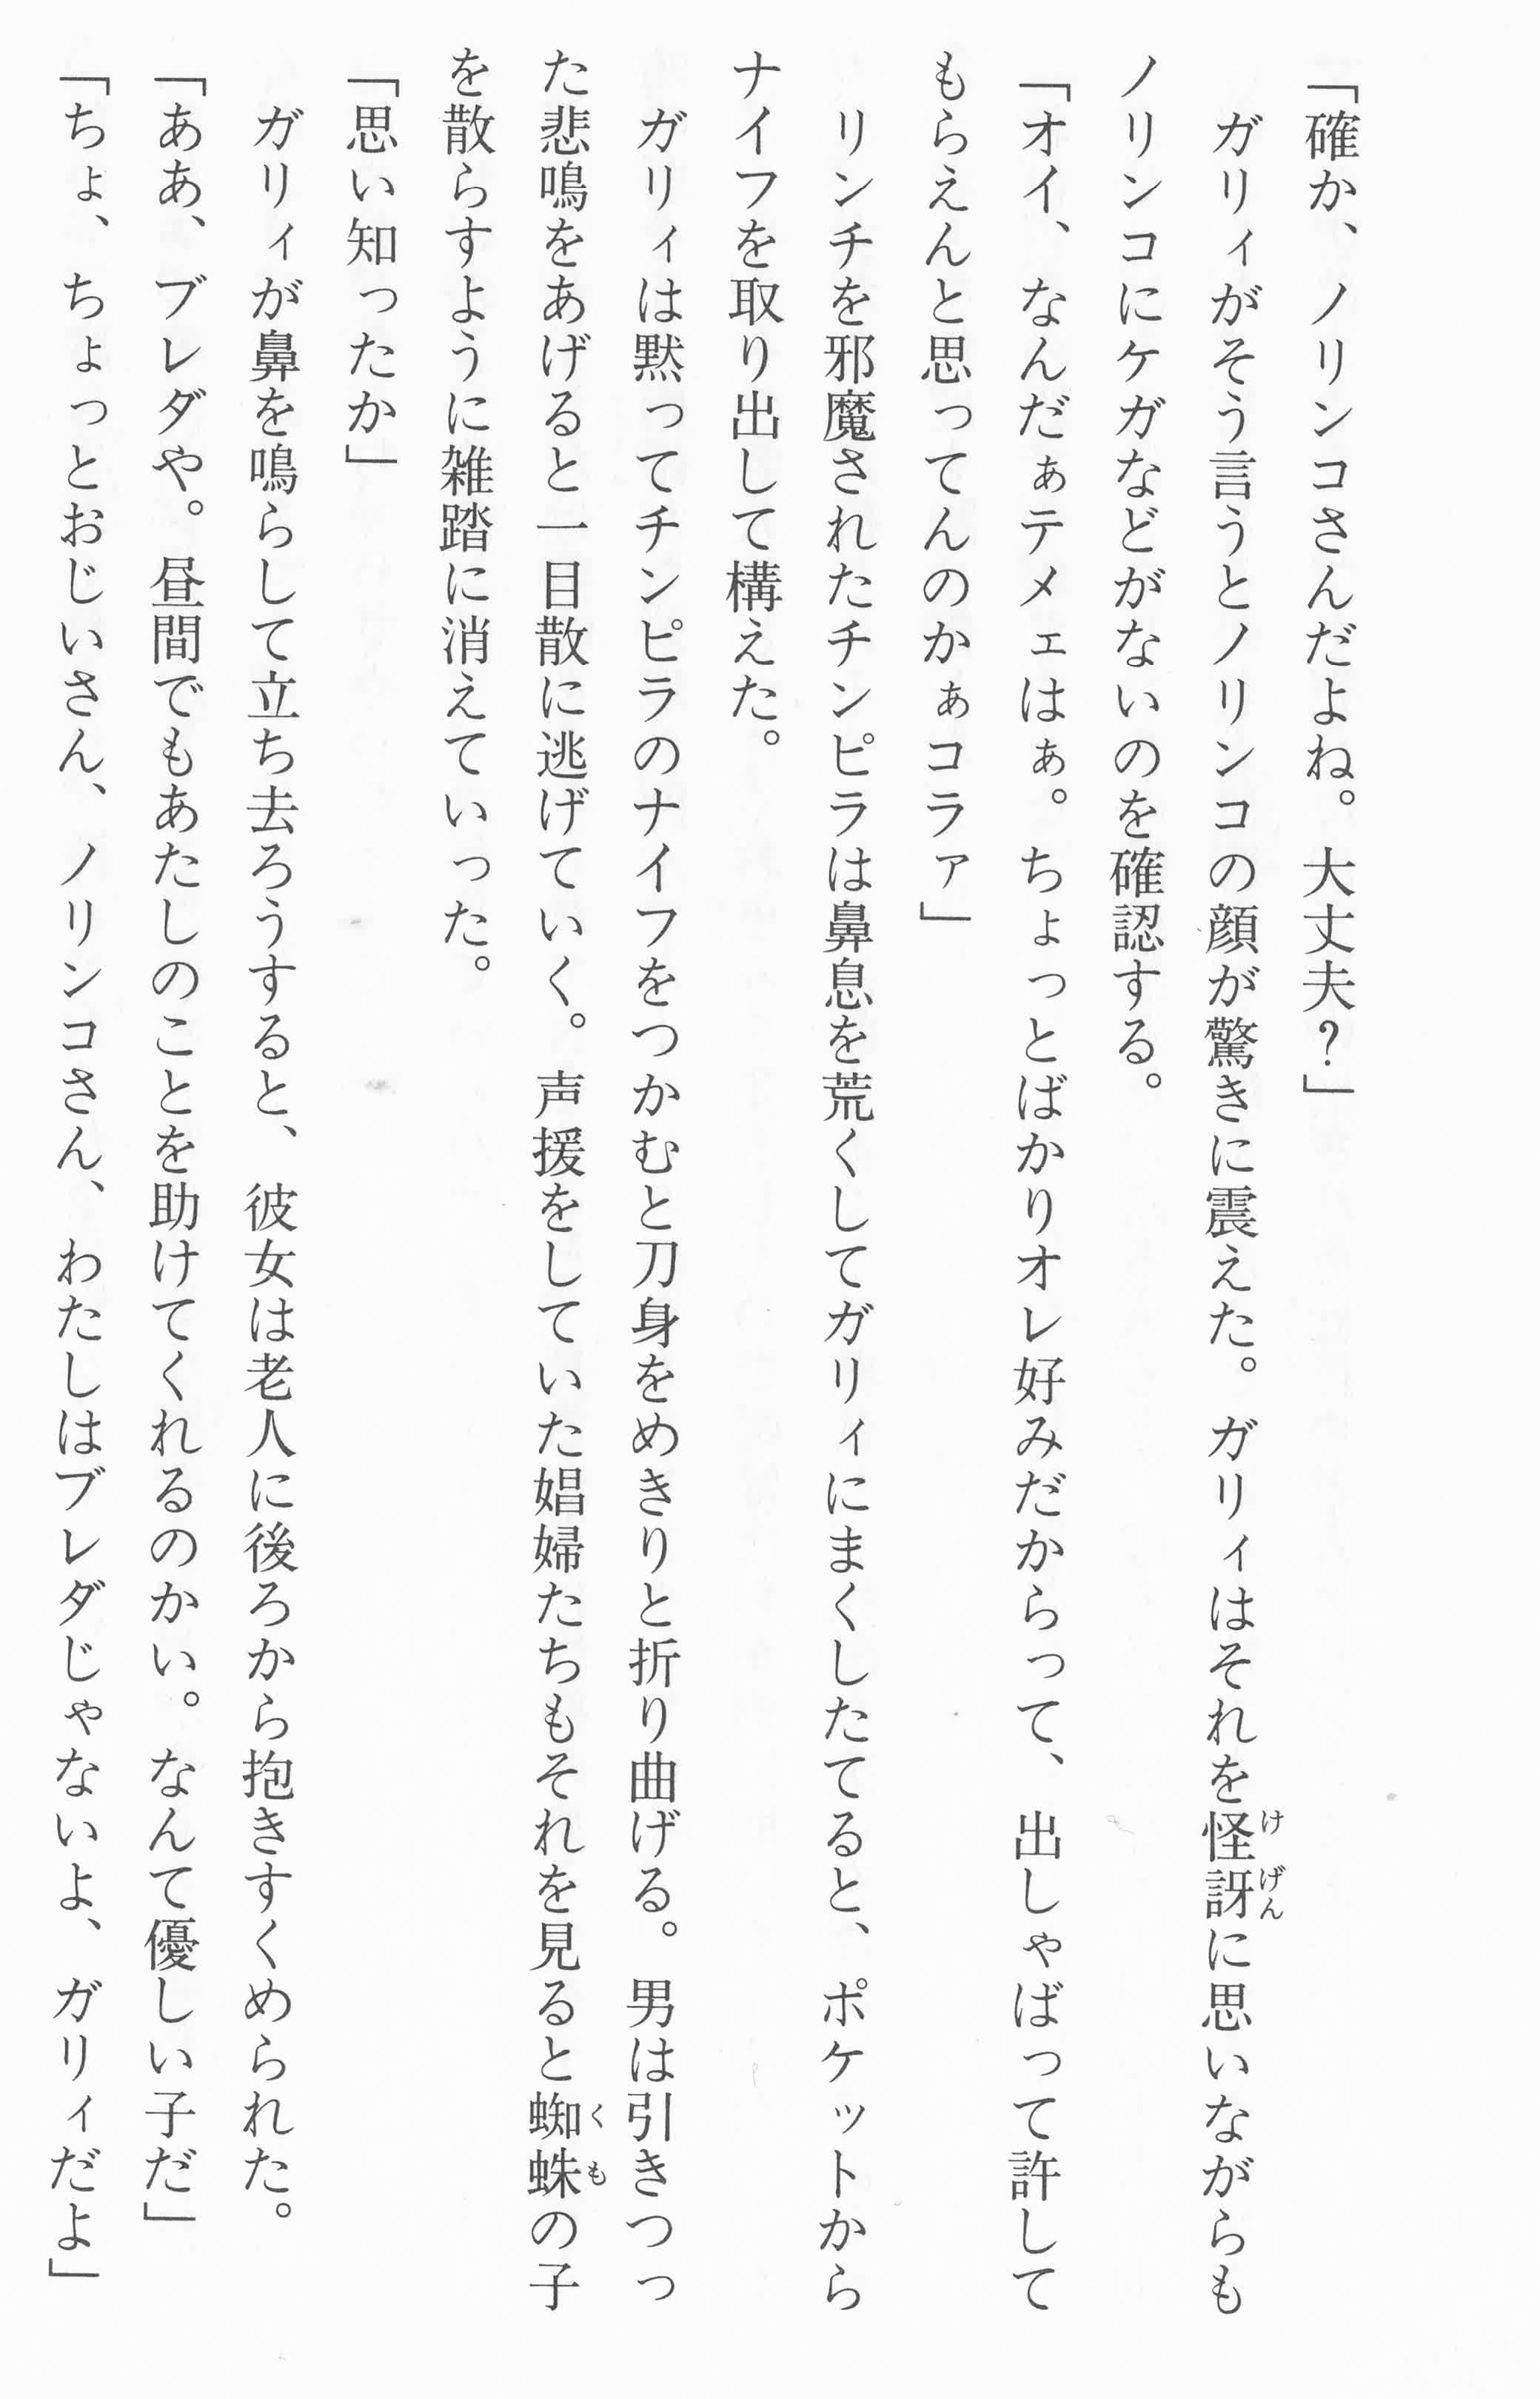 「確か、ノリンコさんだよね。大丈夫？」
ガリィがそう言うとノリンコの顔が驚きに震えた。ガリィはそれを怪訝に思いながらも
ノリンコにケガなどがないのを確認する。
「オイ、なんだぁテメェはぁ。ちょっとばかりオレ好みだからって、出しゃばって許して
もらえんと思ってんのかぁコラァ」
リンチを邪魔されたチンピラは鼻息を荒くしてガリィにまくしたてると、ポケットから
ナイフを取り出して構えた。
ガリィは黙ってチンピラのナイフをつかむと刀身をめきりと折り曲げる。男は引きつっ
た悲鳴をあげると一目散に逃げていく。声援をしていた娼婦たちもそれを見ると蜘蛛の子
を散らすように雑踏に消えていった。
「思い知ったか」
ガリィが鼻を鳴らして立ち去ろうすると、彼女は老人に後ろから抱きすくめられた。
「ああ、ブレダや。昼間でもあたしのことを助けてくれるのかい。なんて優しい子だ」
「ちょ、ちょっとおじいさん、ノリンコさん、わたしはブレダじゃないよ、ガリィだよ」